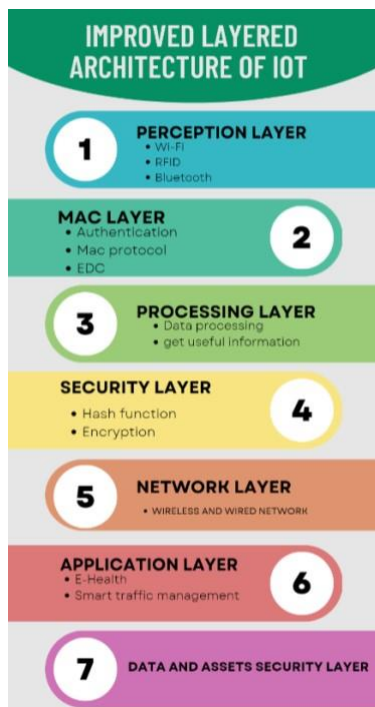 IMPROVED LAYERED
ARCHITECTURE OF IOT
1
PERCEPTION LAYER
• Wi-Fi
• RFID
• Bluetooth
MAC LAYER
• Authentication
• Mac protocol
• EDC
2
3
PROCESSING LAYER
• Data processing
• get useful information
SECURITY LAYER
• Hash function
• Encryption
4
5
NETWORK LAYER
• WIRELESS AND WIRED NETWORK
APPLICATION LAYER
• E-Health
• Smart traffic management
6
7
DATA AND ASSETS SECURITY LAYER